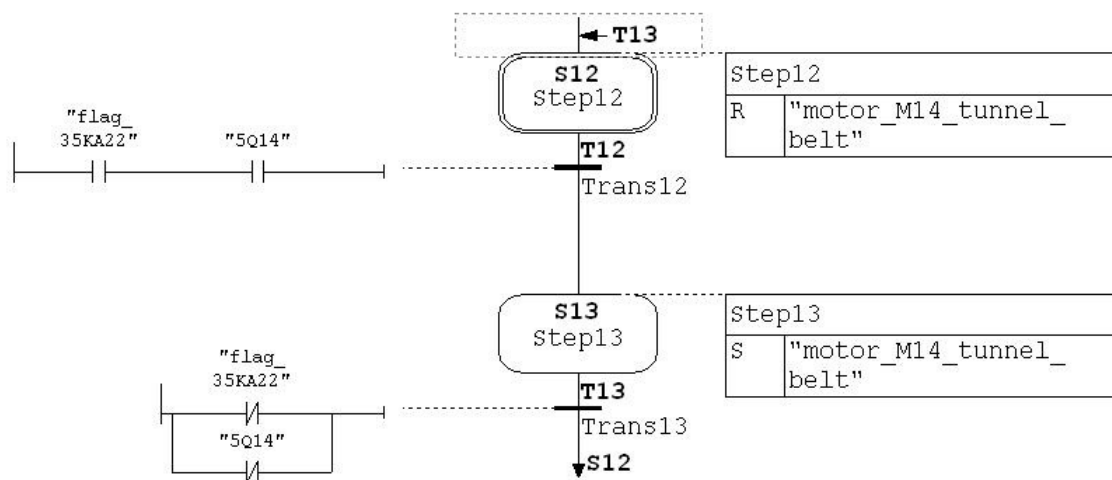 T13
S12
Step12
Step12
R "motor_M14_tunnel_
belt"
"flag_
35KA22"
"5Q14"
T12
Trans12
S13
Step13
Step13
S "motor_M14_tunnel_
belt"
"flag_
35KA22"
"5Q14"
T13
Trans13
S12